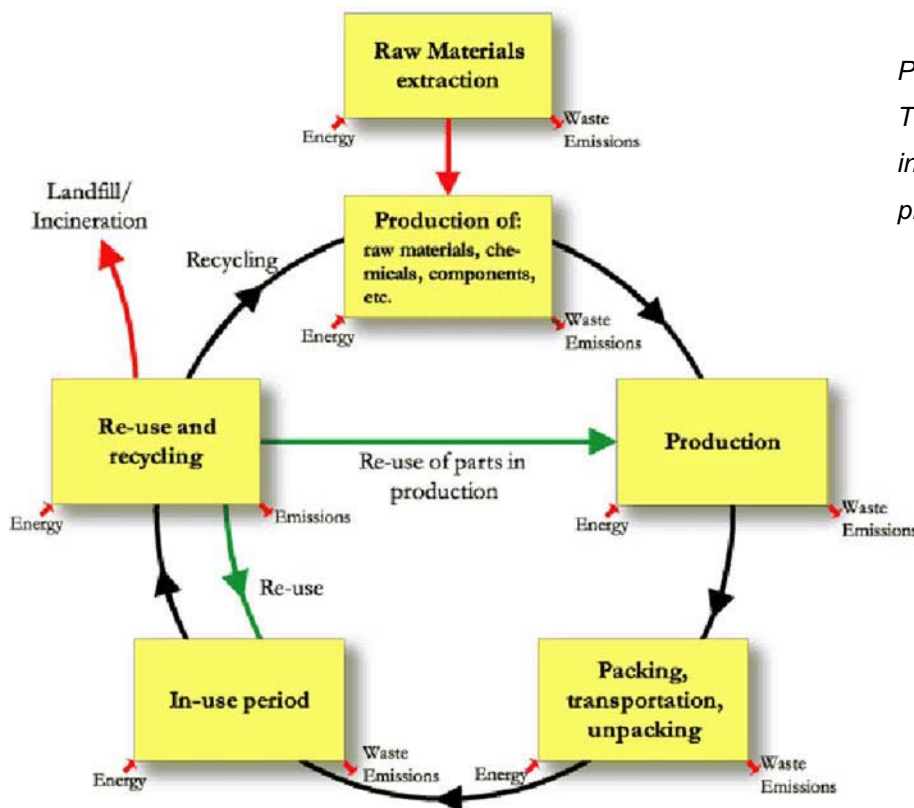 Raw Materials
extraction
Energy
Waste
Emissions
Landfill/
Incineration
Recycling
Production of:
raw materials, che-
micals, components,
etc.
Energy
Waste
Emissions
Re-use and
recycling
Energy
Emissions
Re-use of parts in
production
Production
Energy
Waste
Emissions
Re-use
In-use period
Energy
Waste
Emissions
Packing,
transportation,
unpacking
Energy
Waste
Emissions